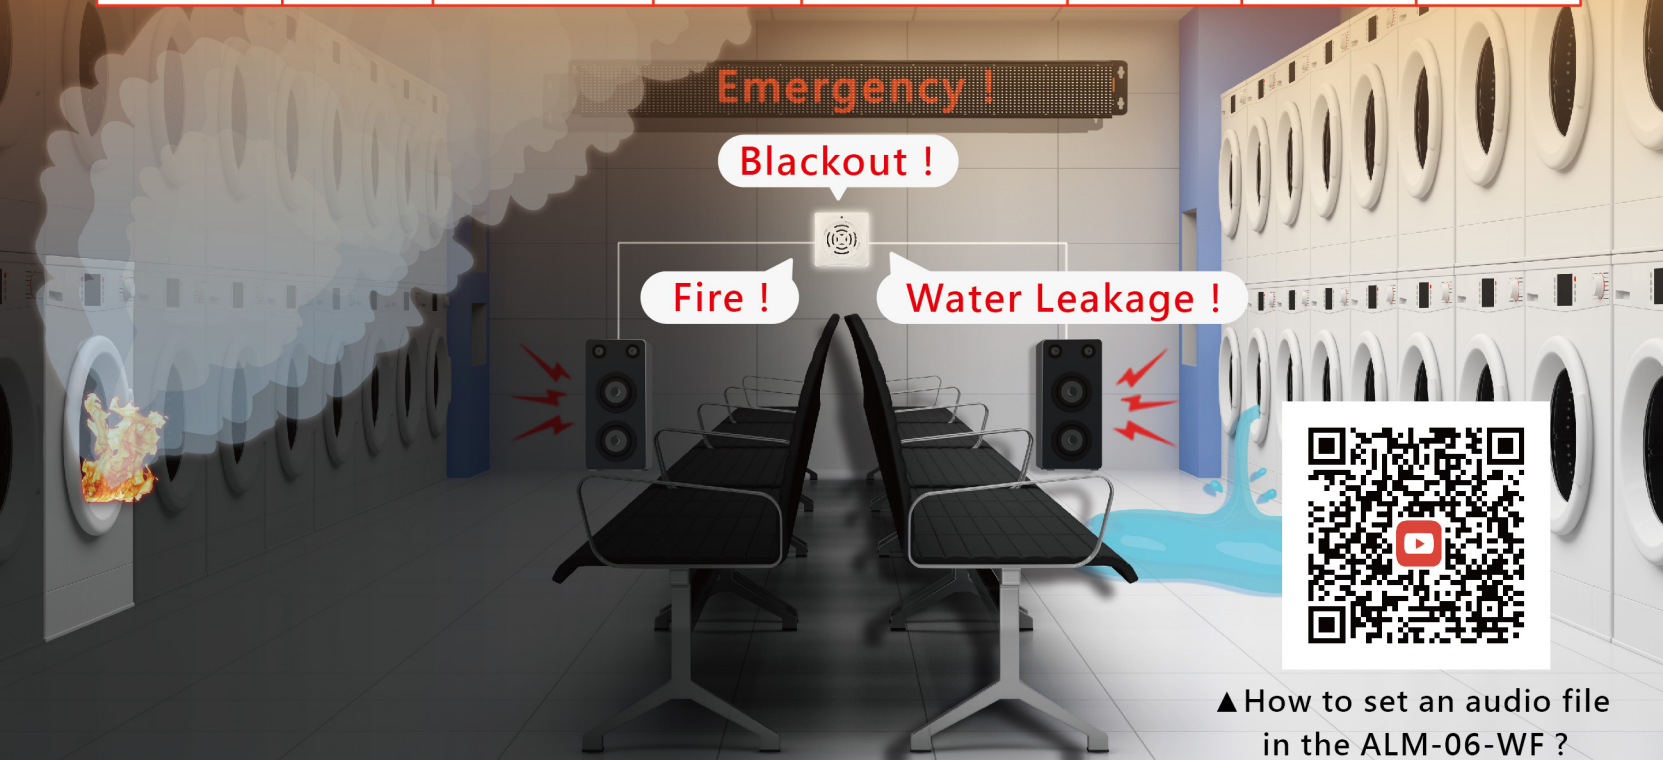 Emergency !
Blackout !
Fire !
Water Leakage !
▲How to set an audio file
in the ALM-06-WF ?